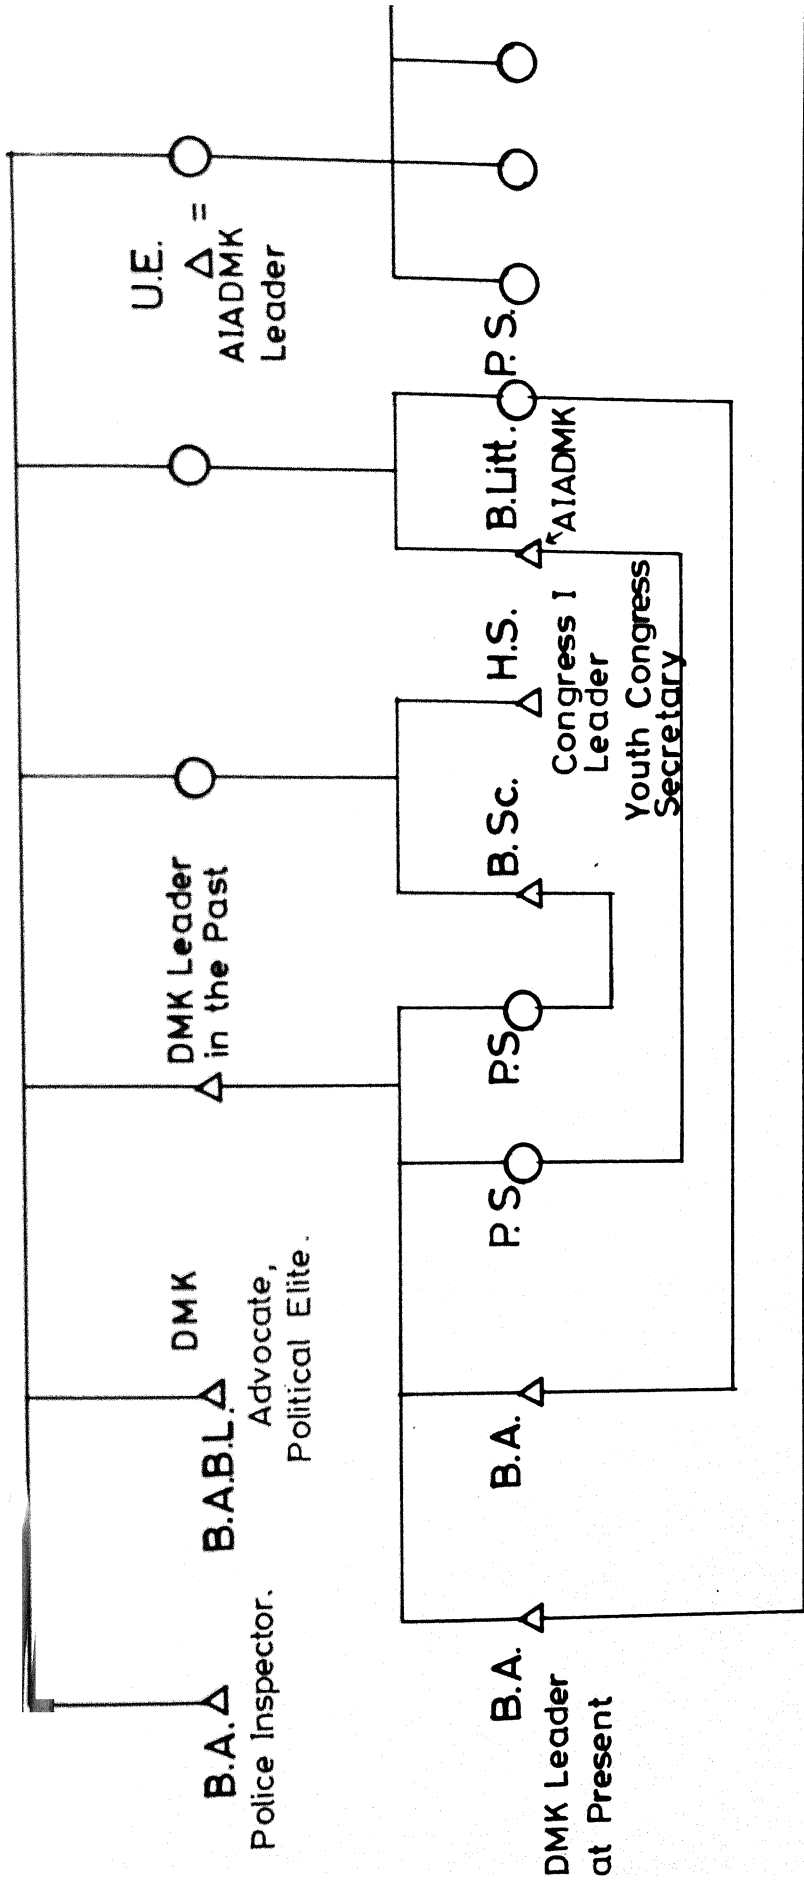 B.A.
Police Inspector.
DMK
B.A.B.L.
Advocate,
Political Elite.
DMK Leader
in the Past
U.E.
=
AIADMK
Leader
B.A.
DMK Leader
at Present
B.A.
P.S
P.S
B.Sc.
H.S.
Congress I
Leader
Youth Congress
Secretary
B.Litt.
AIADMK
P.S.